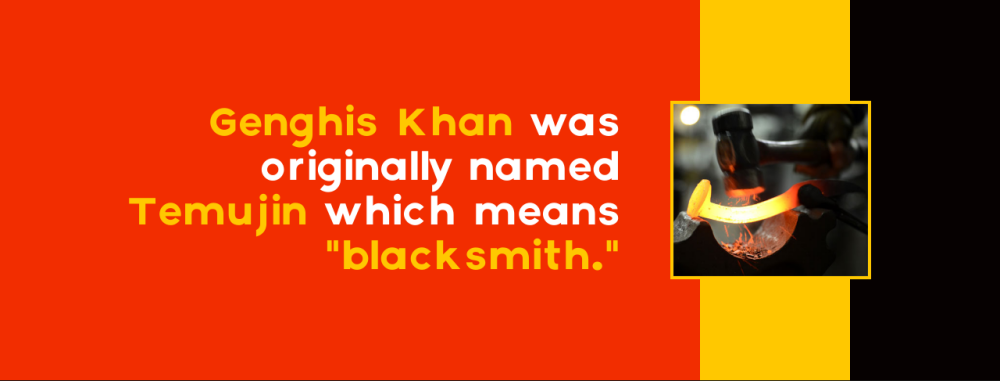 Genghis Khan was
originally named
Temujin which means
"blacksmith."